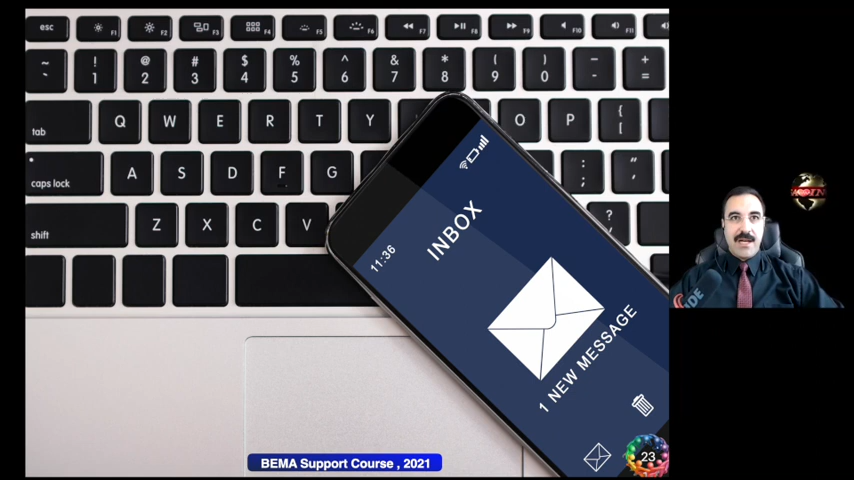 esc F1 F2 F3 F4 F5 F6 F7 F8 F9 F10 F11
~ ! @ # $ % ^ & * ( ) - +
` 1 2 3 4 5 6 7 8 9 0 - =
tab Q W E R T Y O P { [
caps lock A S D F G : ; " '
shift Z X C V ?
11:36
INBOX
1 NEW MESSAGE
23
BEMA Support Course , 2021